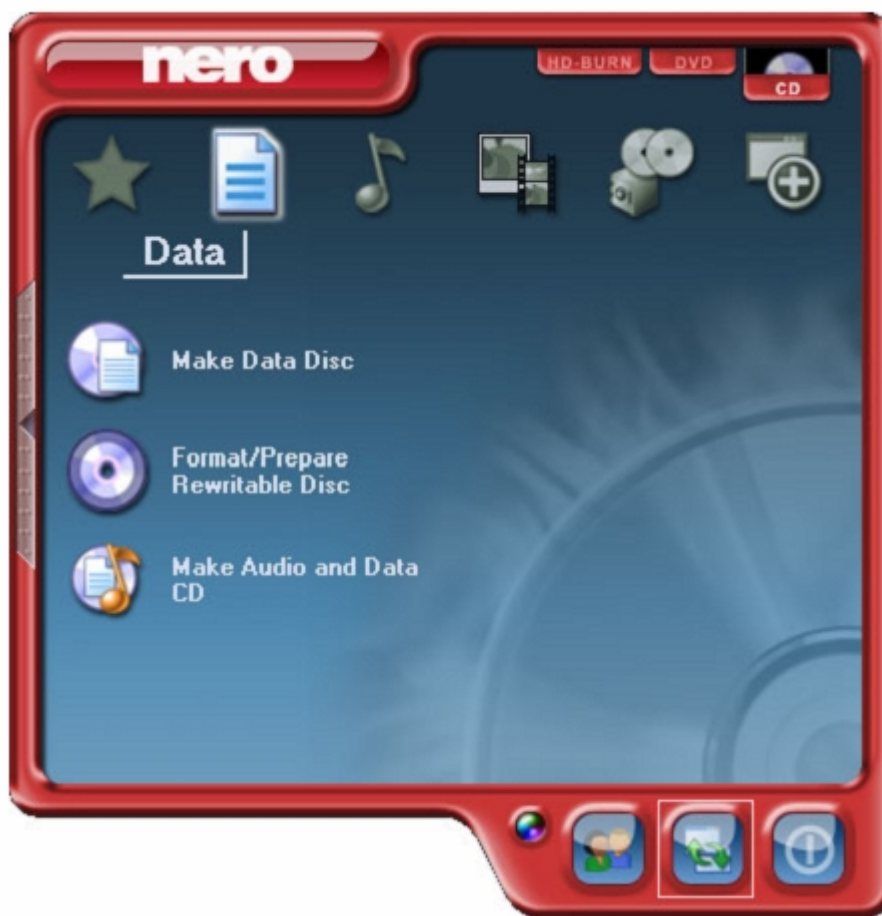 nero
HD-BURN
DVD
CD
Data
Make Data Disc
Format/Prepare
Rewritable Disc
Make Audio and Data
CD